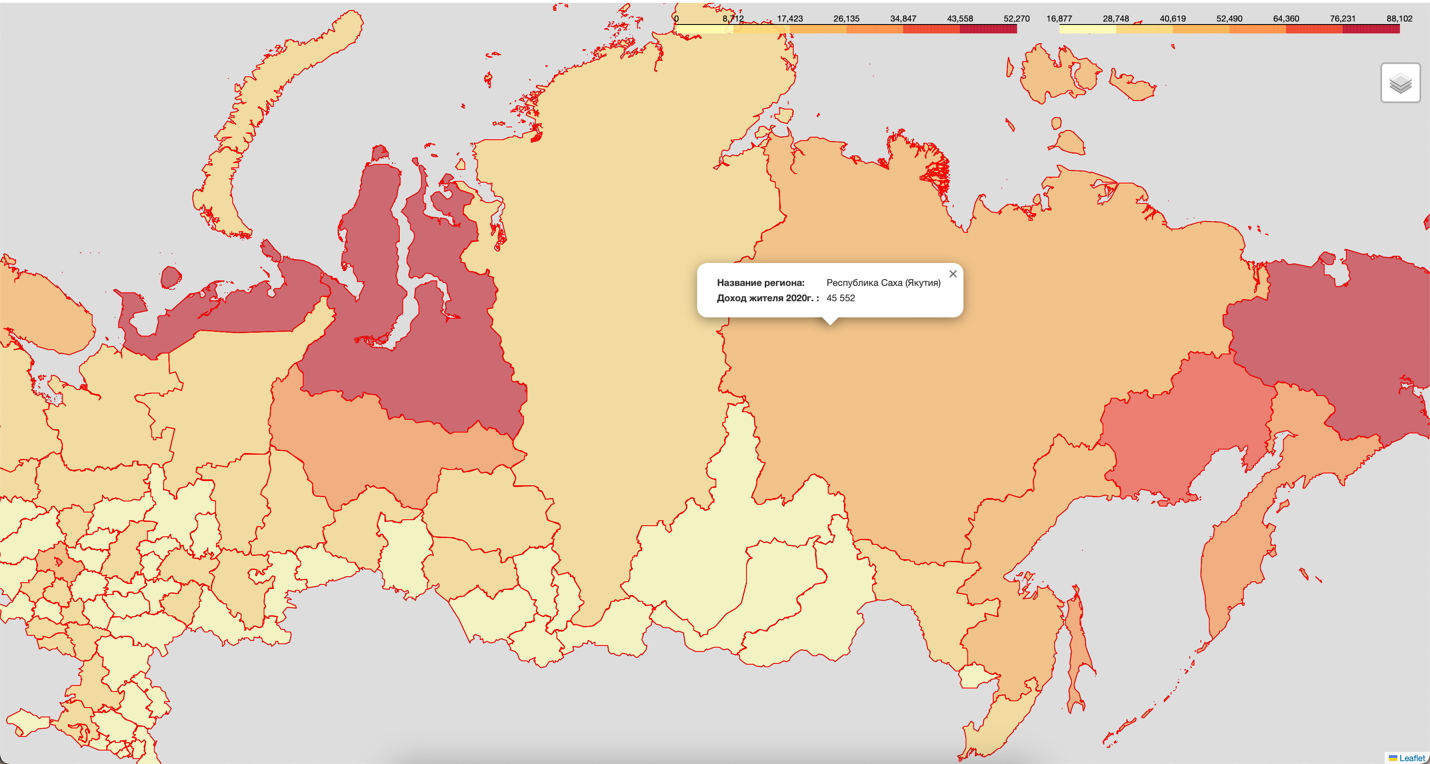 0 8,712 17,423 26,135 34,847 43,558 52,270 16,877 28,748 40,619 52,490 64,360 76,231 88,102
×
Название региона: Республика Саха (Якутия)
Доход жителя 2020г. : 45 552
Leaflet